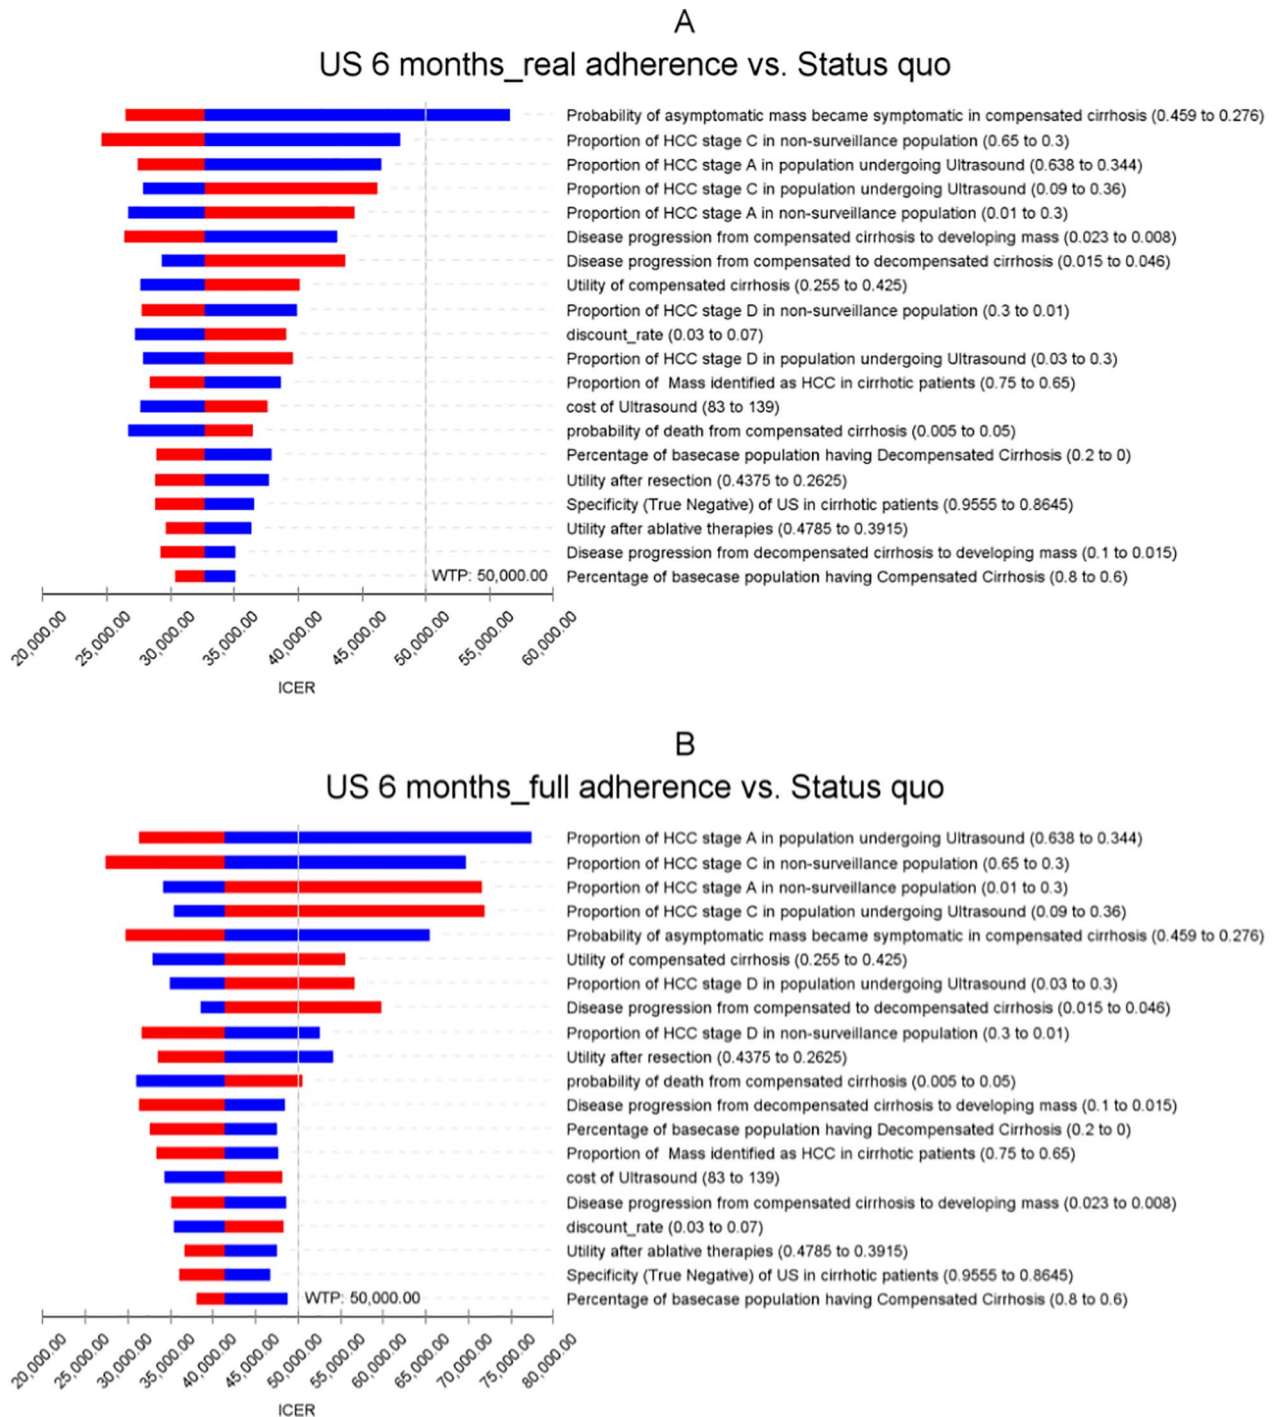 A
US 6 months_real adherence vs. Status quo
Probability of asymptomatic mass became symptomatic in compensated cirrhosis (0.459 to 0.276)
Proportion of HCC stage C in non-surveillance population (0.65 to 0.3)
Proportion of HCC stage A in population undergoing Ultrasound (0.638 to 0.344)
Proportion of HCC stage C in population undergoing Ultrasound (0.09 to 0.36)
Proportion of HCC stage A in non-surveillance population (0.01 to 0.3)
Disease progression from compensated cirrhosis to developing mass (0.023 to 0.008)
Disease progression from compensated to decompensated cirrhosis (0.015 to 0.046)
Utility of compensated cirrhosis (0.255 to 0.425)
Proportion of HCC stage D in non-surveillance population (0.3 to 0.01)
discount_rate (0.03 to 0.07)
Proportion of HCC stage D in population undergoing Ultrasound (0.03 to 0.3)
Proportion of  Mass identified as HCC in cirrhotic patients (0.75 to 0.65)
cost of Ultrasound (83 to 139)
probability of death from compensated cirrhosis (0.005 to 0.05)
Percentage of basecase population having Decompensated Cirrhosis (0.2 to 0)
Utility after resection (0.4375 to 0.2625)
Specificity (True Negative) of US in cirrhotic patients (0.9555 to 0.8645)
Utility after ablative therapies (0.4785 to 0.3915)
Disease progression from decompensated cirrhosis to developing mass (0.1 to 0.015)
WTP: 50,000.00 Percentage of basecase population having Compensated Cirrhosis (0.8 to 0.6)
20,000.00 25,000.00 30,000.00 35,000.00 40,000.00 45,000.00 50,000.00 55,000.00 60,000.00
ICER
B
US 6 months_full adherence vs. Status quo
Proportion of HCC stage A in population undergoing Ultrasound (0.638 to 0.344)
Proportion of HCC stage C in non-surveillance population (0.65 to 0.3)
Proportion of HCC stage A in non-surveillance population (0.01 to 0.3)
Proportion of HCC stage C in population undergoing Ultrasound (0.09 to 0.36)
Probability of asymptomatic mass became symptomatic in compensated cirrhosis (0.459 to 0.276)
Utility of compensated cirrhosis (0.255 to 0.425)
Proportion of HCC stage D in population undergoing Ultrasound (0.03 to 0.3)
Disease progression from compensated to decompensated cirrhosis (0.015 to 0.046)
Proportion of HCC stage D in non-surveillance population (0.3 to 0.01)
Utility after resection (0.4375 to 0.2625)
probability of death from compensated cirrhosis (0.005 to 0.05)
Disease progression from decompensated cirrhosis to developing mass (0.1 to 0.015)
Percentage of basecase population having Decompensated Cirrhosis (0.2 to 0)
Proportion of  Mass identified as HCC in cirrhotic patients (0.75 to 0.65)
cost of Ultrasound (83 to 139)
Disease progression from compensated cirrhosis to developing mass (0.023 to 0.008)
discount_rate (0.03 to 0.07)
Utility after ablative therapies (0.4785 to 0.3915)
Specificity (True Negative) of US in cirrhotic patients (0.9555 to 0.8645)
WTP: 50,000.00 Percentage of basecase population having Compensated Cirrhosis (0.8 to 0.6)
20,000.00 25,000.00 30,000.00 35,000.00 40,000.00 45,000.00 50,000.00 55,000.00 60,000.00 65,000.00 70,000.00 75,000.00 80,000.00
ICER